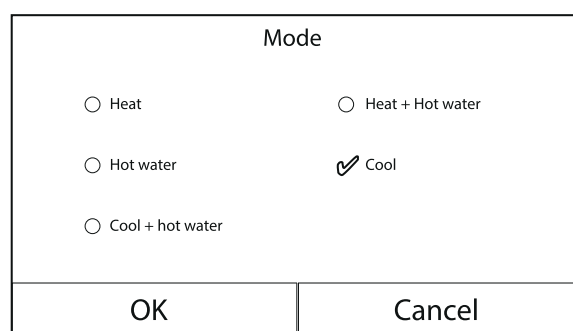 Mode
Heat
Heat + Hot water
Hot water
Cool
Cool + hot water
OK
Cancel